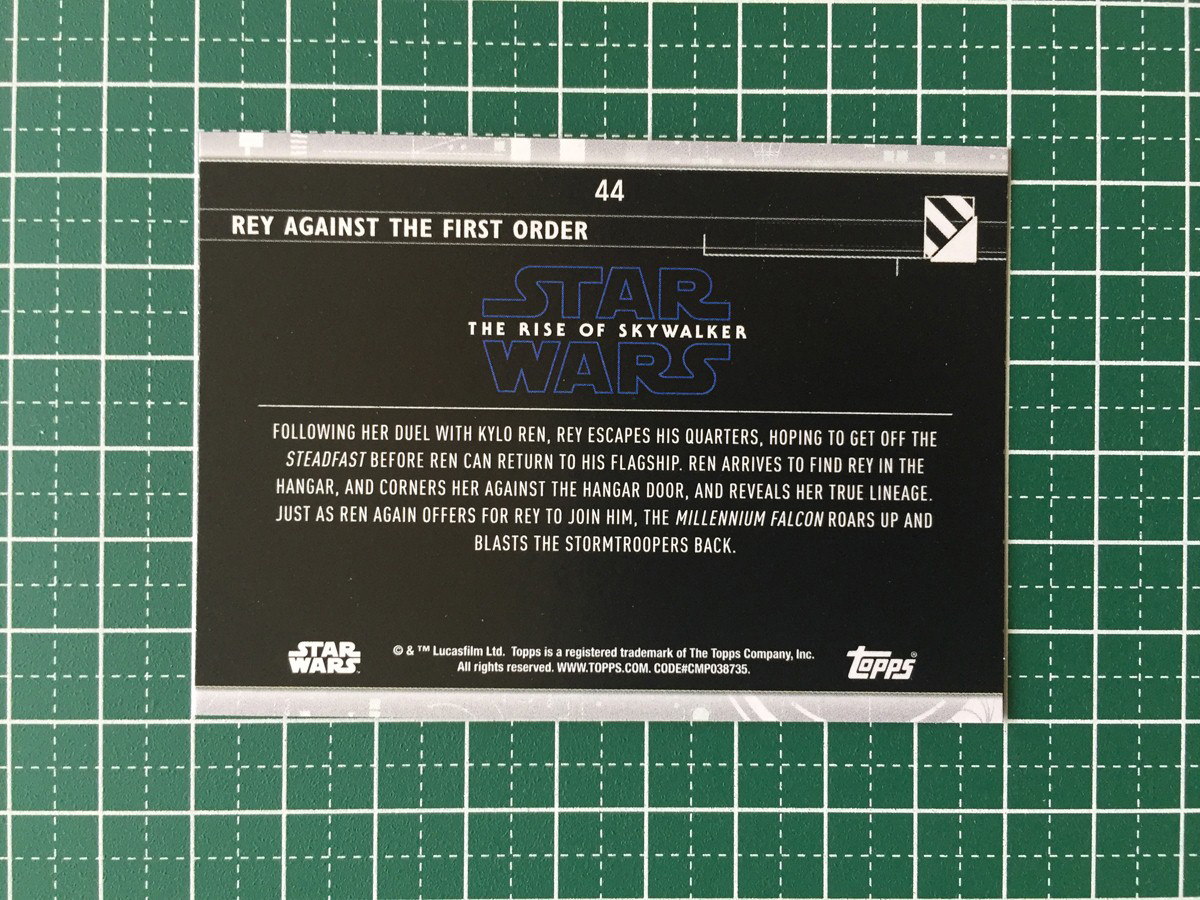 44
REY AGAINST THE FIRST ORDER
STAR
THE RISE OF SKYWALKER
WARS
FOLLOWING HER DUEL WITH KYLO REN, REY ESCAPES HIS QUARTERS, HOPING TO GET OFF THE
STEADFAST BEFORE REN CAN RETURN TO HIS FLAGSHIP. REN ARRIVES TO FIND REY IN THE
HANGAR, AND CORNERS HER AGAINST THE HANGAR DOOR, AND REVEALS HER TRUE LINEAGE.
JUST AS REN AGAIN OFFERS FOR REY TO JOIN HIM, THE MILLENNIUM FALCON ROARS UP AND
BLASTS THE STORMTROOPERS BACK.
STAR
WARS
© & ™ Lucasfilm Ltd. Topps is a registered trademark of The Topps Company, Inc.
All rights reserved. WWW.TOPPS.COM. CODE#CMP038735.
topps®